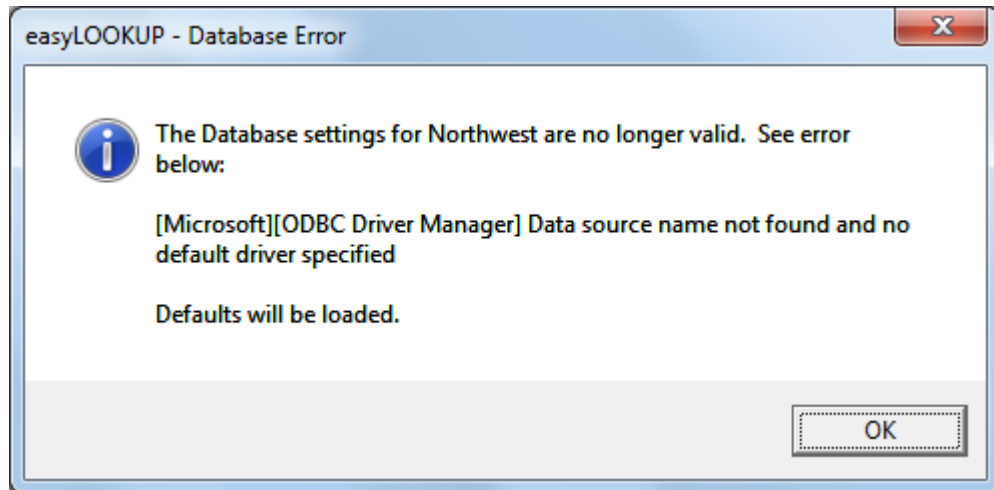 easyLOOKUP - Database Error
The Database settings for Northwest are no longer valid.  See error
below:
[Microsoft][ODBC Driver Manager] Data source name not found and no
default driver specified
Defaults will be loaded.
OK